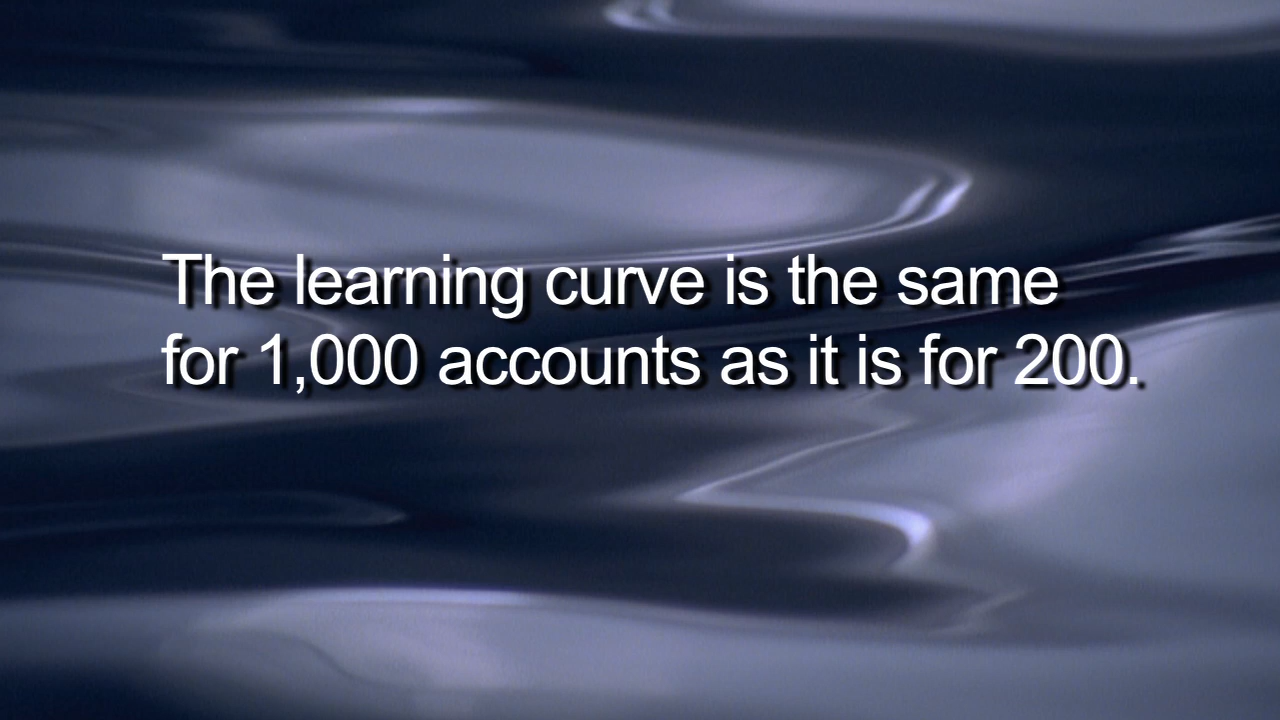 The learning curve is the same
for 1,000 accounts as it is for 200.